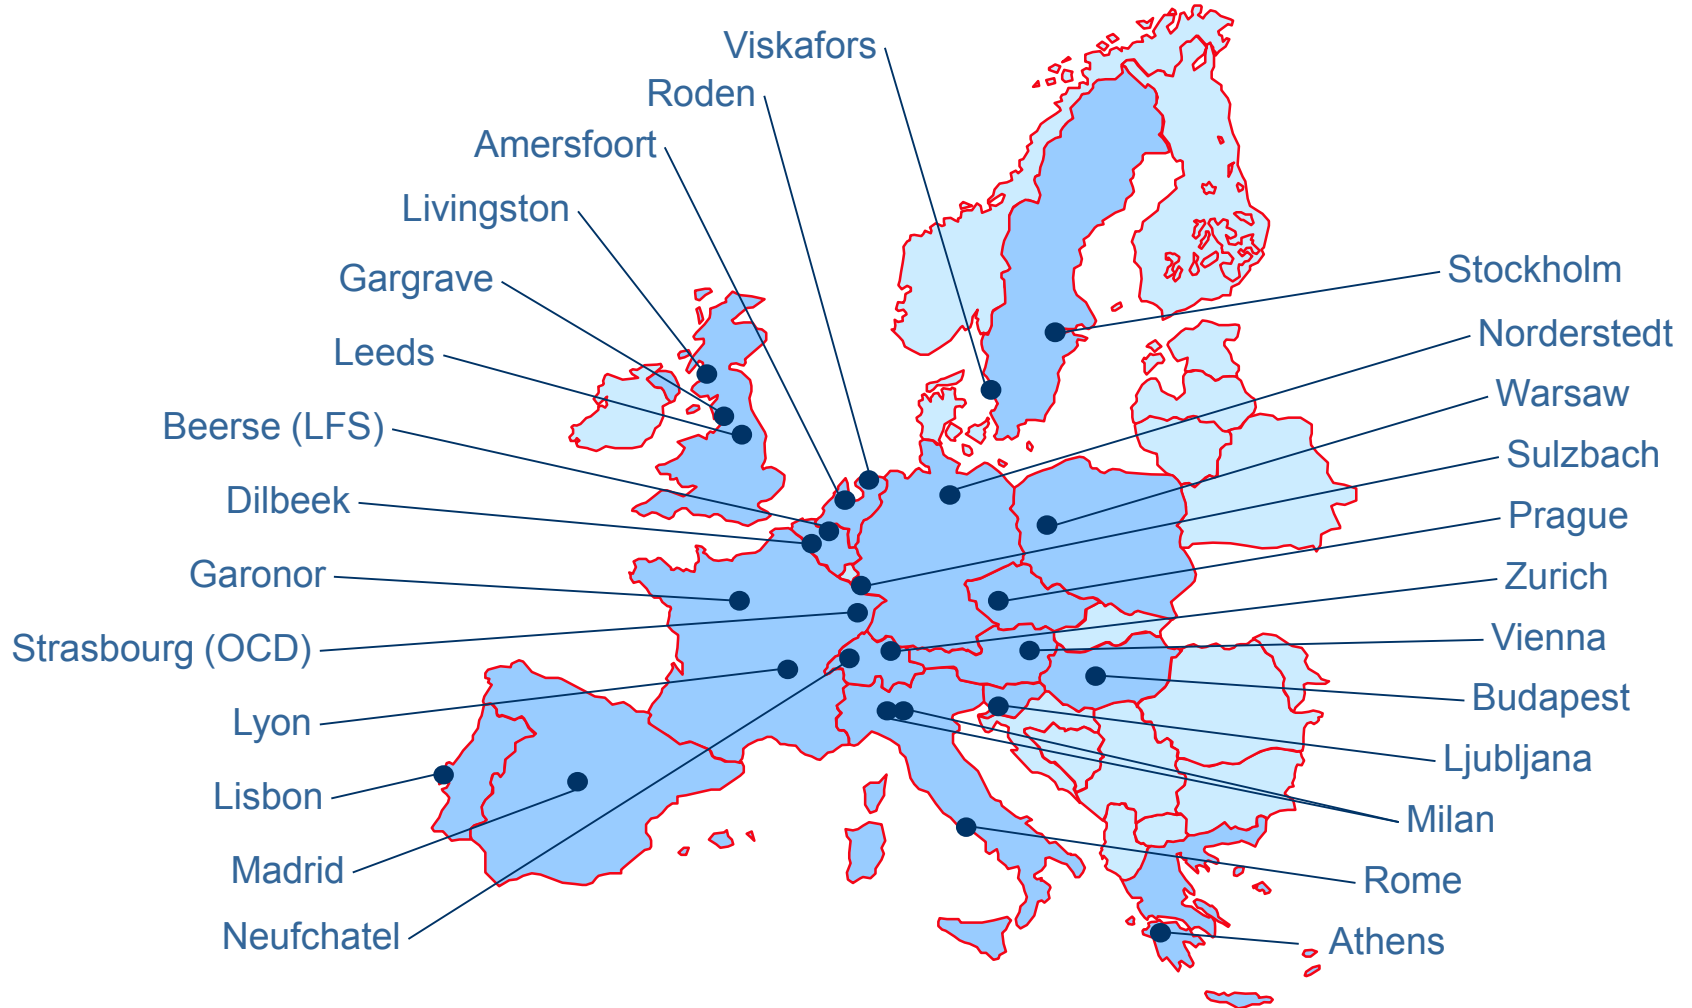 Viskafors
Roden
Amersfoort
Livingston
Gargrave
Leeds
Beerse (LFS)
Dilbeek
Garonor
Strasbourg (OCD)
Lyon
Lisbon
Madrid
Neufchatel
Stockholm
Norderstedt
Warsaw
Sulzbach
Prague
Zurich
Vienna
Budapest
Ljubljana
Milan
Rome
Athens